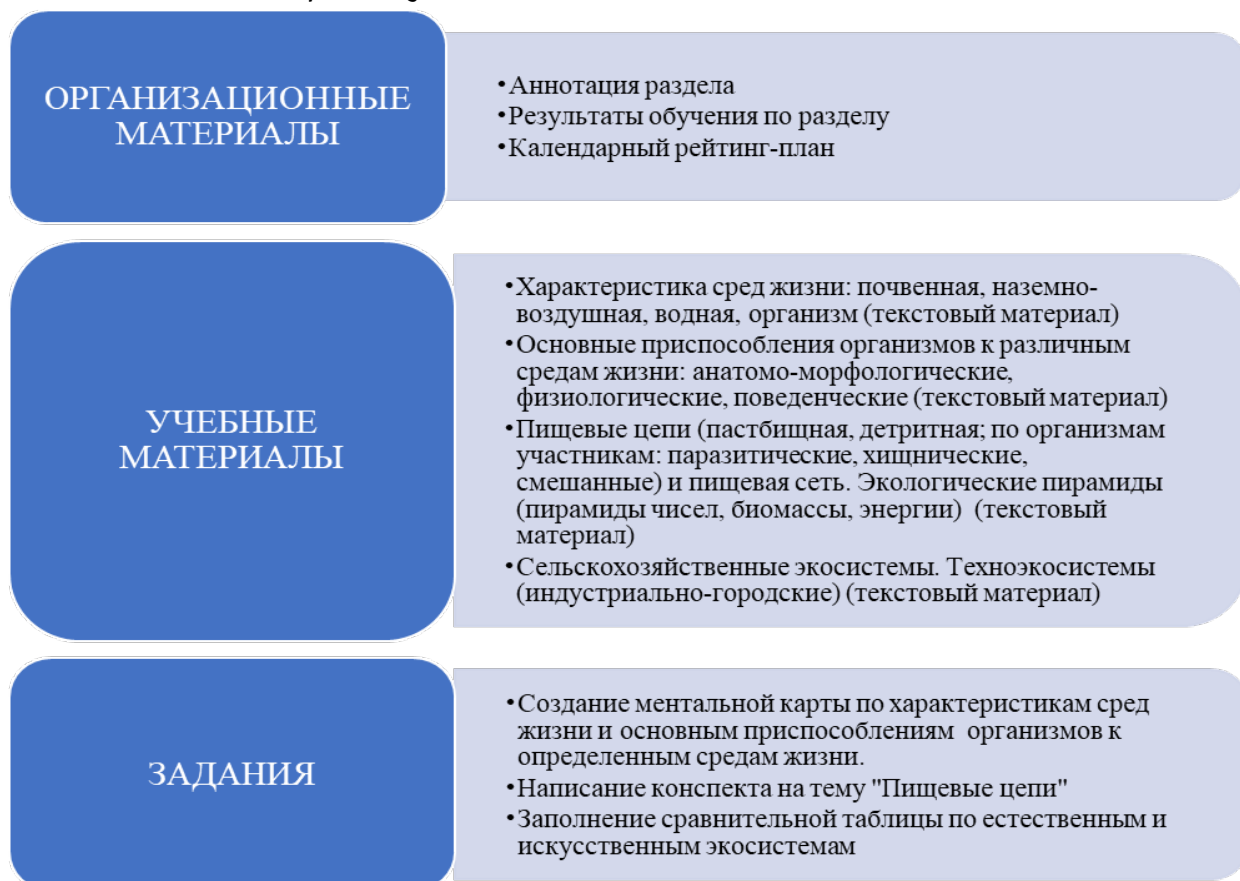 ОРГАНИЗАЦИОННЫЕ
МАТЕРИАЛЫ
•Аннотация раздела
•Результаты обучения по разделу
•Календарный рейтинг-план
УЧЕБНЫЕ
МАТЕРИАЛЫ
•Характеристика сред жизни: почвенная, наземно-
воздушная, водная, организм (текстовый материал)
•Основные приспособления организмов к различным
средам жизни: анатомо-морфологические,
физиологические, поведенческие (текстовый материал)
•Пищевые цепи (пастбищная, детритная; по организмам
участникам: паразитические, хищнические,
смешанные) и пищевая сеть. Экологические пирамиды
(пирамиды чисел, биомассы, энергии) (текстовый
материал)
•Сельскохозяйственные экосистемы. Техноэкосистемы
(индустриально-городские) (текстовый материал)
ЗАДАНИЯ
•Создание ментальной карты по характеристикам сред
жизни и основным приспособлениям организмов к
определенным средам жизни.
•Написание конспекта на тему "Пищевые цепи"
•Заполнение сравнительной таблицы по естественным и
искусственным экосистемам